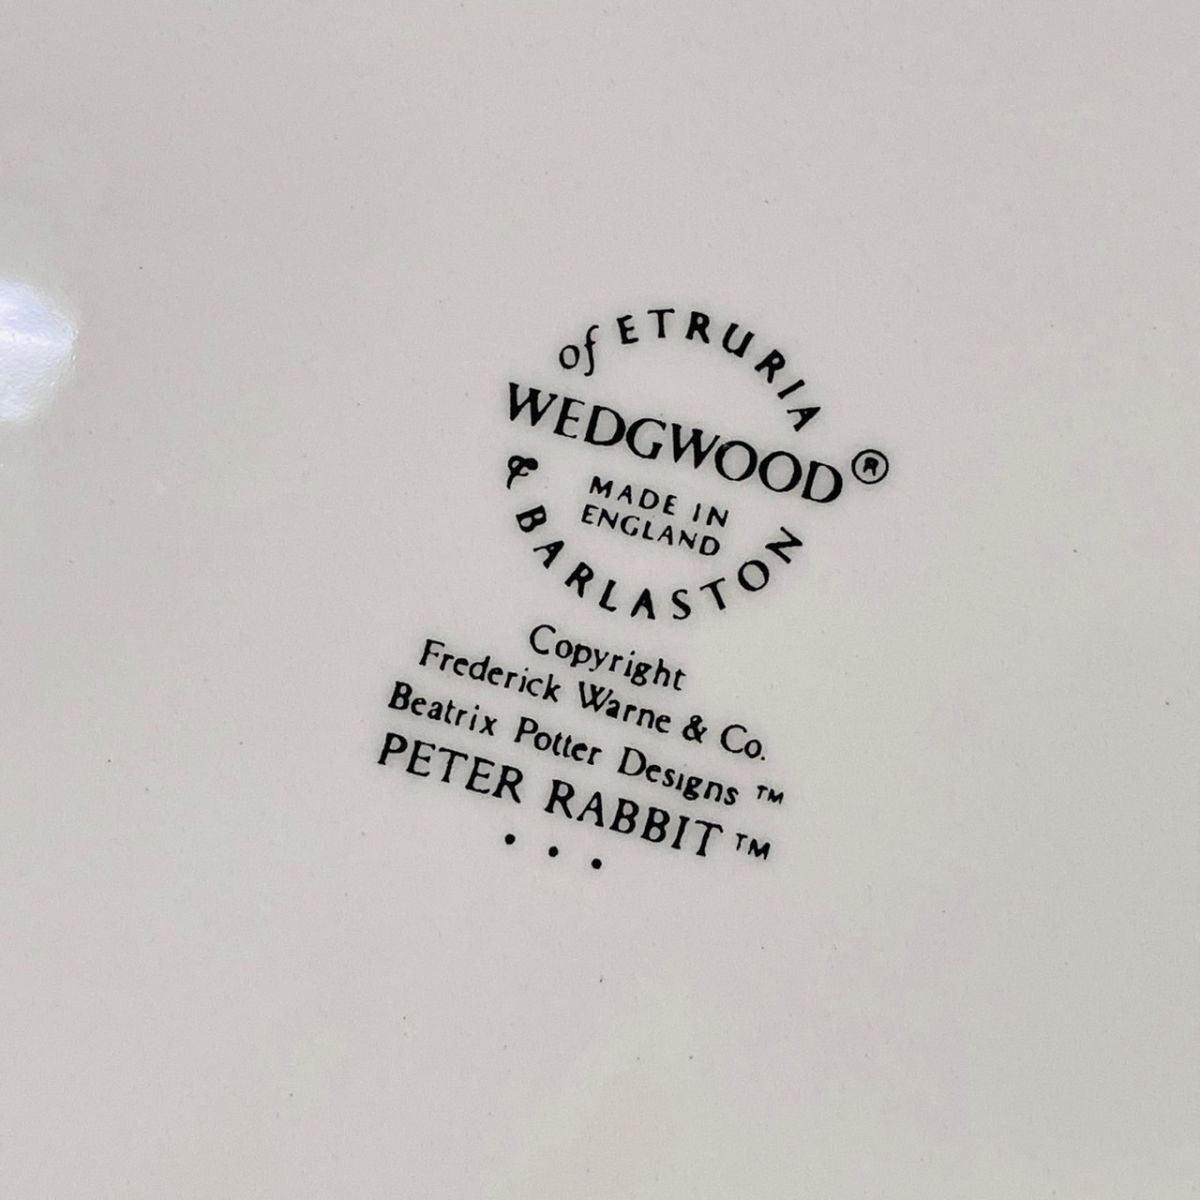 of ETRURIA
WEDGWOOD®
& BARLASTON
MADE IN
ENGLAND
Copyright
Frederick Warne & Co.
Beatrix Potter Designs ™
PETER RABBIT ™
• • •